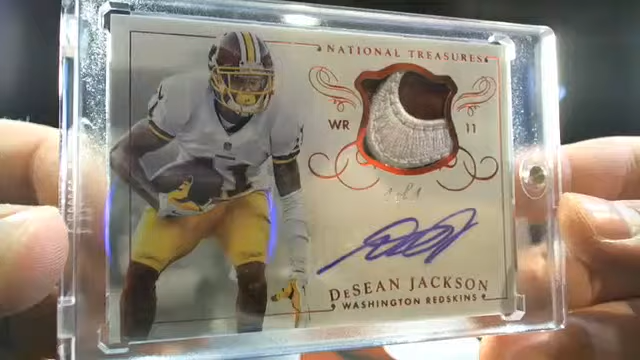 NATIONAL TREASURES
WR 11
DESEAN JACKSON
WASHINGTON REDSKINS